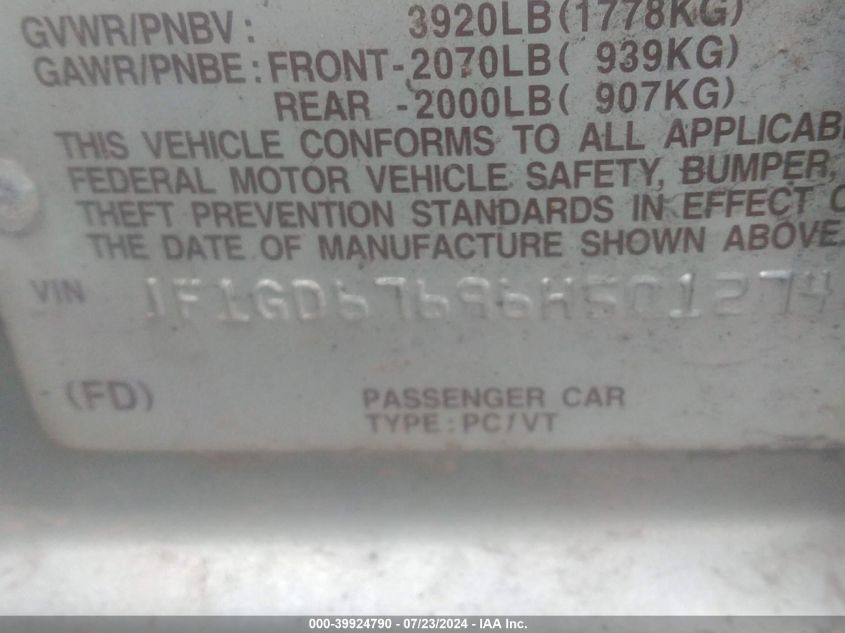 GVWR/PNBV : 3920LB(1778KG)
GAWR/PNBE : FRONT-2070LB( 939KG)
REAR -2000LB( 907KG)
THIS VEHICLE CONFORMS TO ALL APPLICAB
FEDERAL MOTOR VEHICLE SAFETY, BUMPER,
THEFT PREVENTION STANDARDS IN EFFECT O
THE DATE OF MANUFACTURE SHOWN ABOVE.
VIN JF1GD67696H501274
(FD) PASSENGER CAR
TYPE : PC/VT
000-39924790 - 07/23/2024 - IAA Inc.